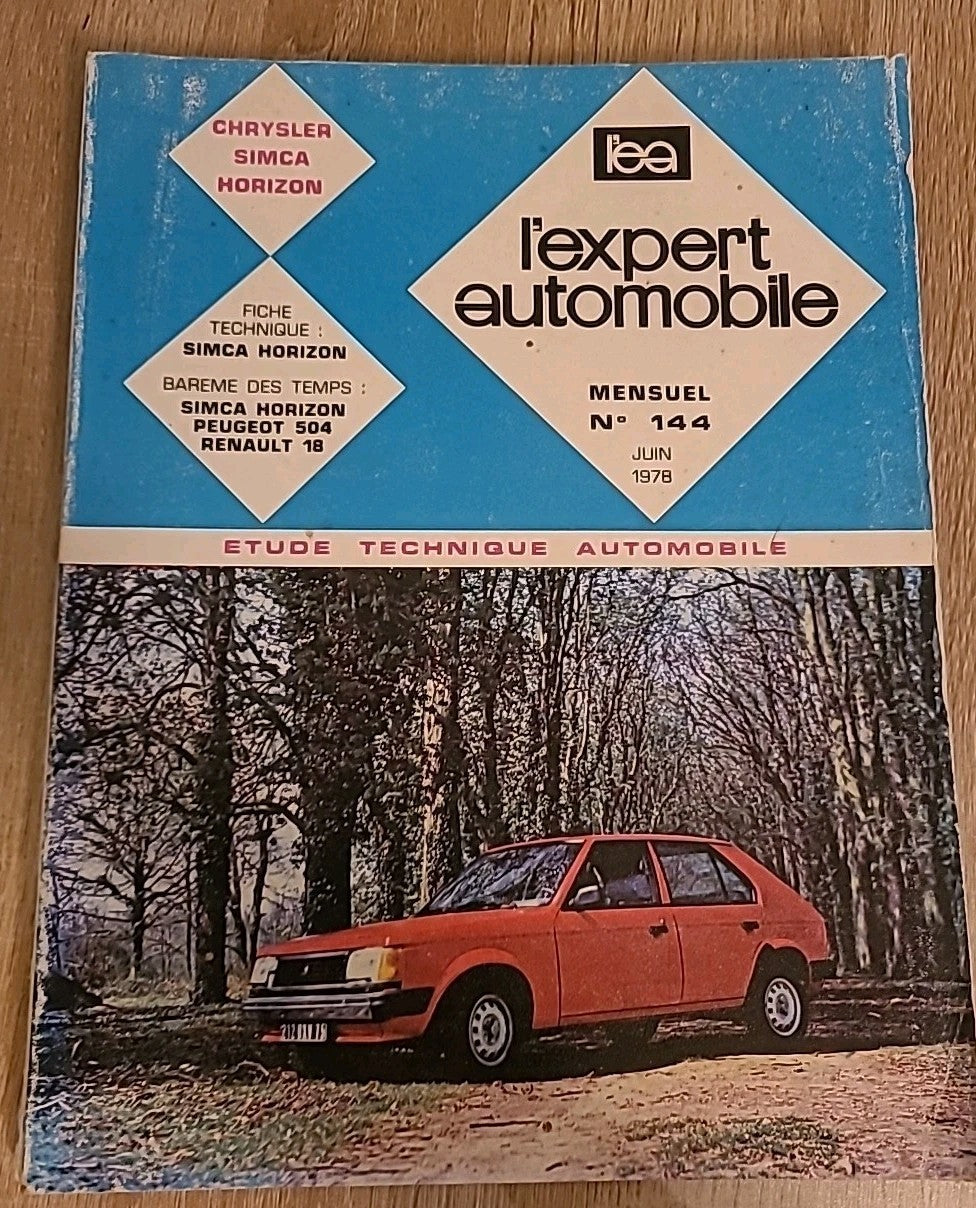 CHRYSLER
SIMCA
HORIZON
FICHE
TECHNIQUE :
SIMCA HORIZON
BAREME DES TEMPS :
SIMCA HORIZON
PEUGEOT 504
RENAULT 18
l'ea
l'expert
automobile
MENSUEL
N° 144
JUIN
1978
ETUDE TECHNIQUE AUTOMOBILE